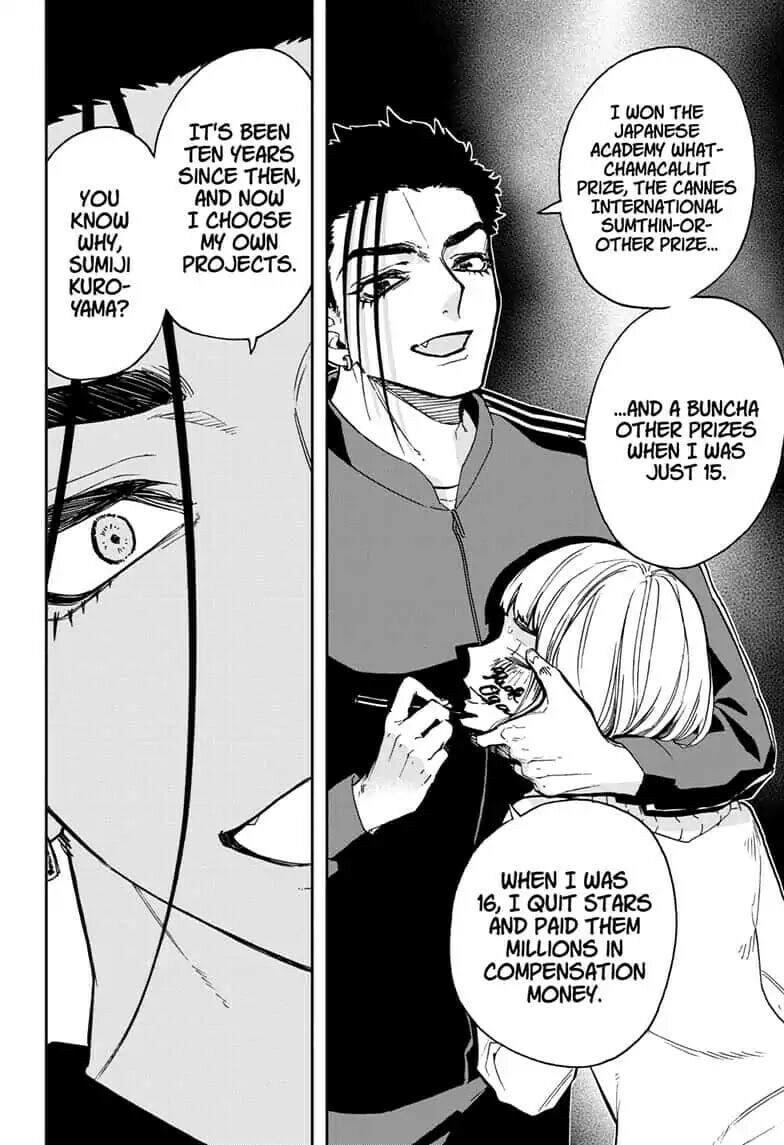 I WON THE
JAPANESE
ACADEMY WHAT-
CHAMACALLIT
PRIZE, THE CANNES
INTERNATIONAL
SUMTHIN-OR-
OTHER PRIZE...
...AND A BUNCHA
OTHER PRIZES
WHEN I WAS
JUST 15.
WHEN I WAS
16, I QUIT STARS
AND PAID THEM
MILLIONS IN
COMPENSATION
MONEY.
IT'S BEEN
TEN YEARS
SINCE THEN,
AND NOW
I CHOOSE
MY OWN
PROJECTS.
YOU
KNOW
WHY,
SUMIJI
KURO-
YAMA?